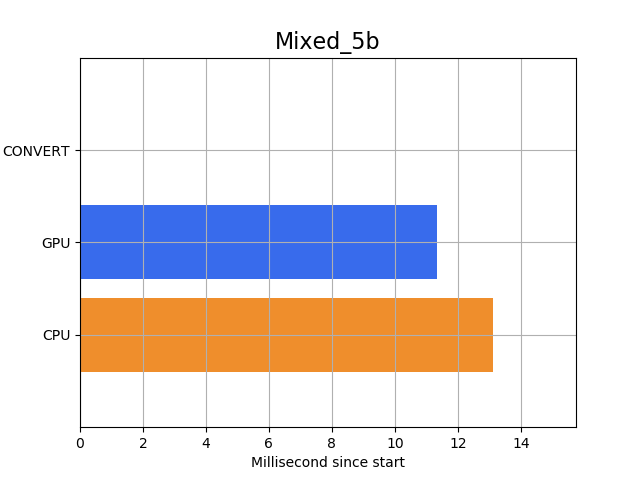 Mixed_5b
CONVERT
GPU
CPU
0 2 4 6 8 10 12 14
Millisecond since start